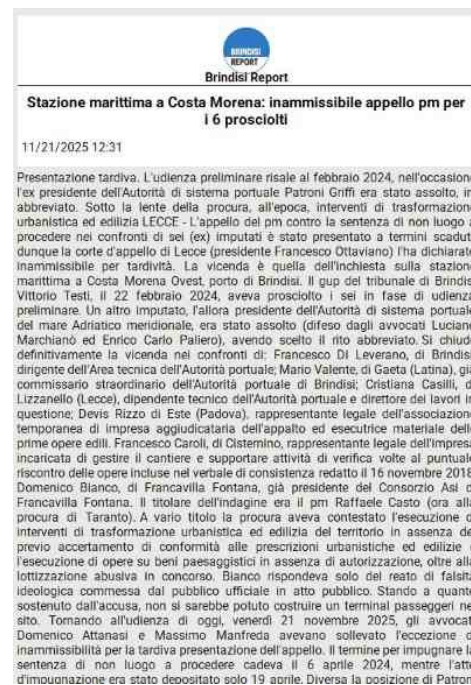 BRINDISI
REPORT
Brindisi Report
Stazione marittima a Costa Morena: inammissibile appello pm per
i 6 prosciolti
11/21/2025 12:31
Presentazione tardiva. L'udienza preliminare risale al febbraio 2024, nell'occasione
l'ex presidente dell'Autorità di sistema portuale Patroni Griffi era stato assolto, in
abbreviato. Sotto la lente della procura, all'epoca, interventi di trasformazione
urbanistica ed edilizia LECCE - L'appello del pm contro la sentenza di non luogo a
procedere nei confronti di sei (ex) imputati è stato presentato a termini scaduti
dunque la corte d'appello di Lecce (presidente Francesco Ottaviano) l'ha dichiarato
inammissibile per tardività. La vicenda è quella dell'inchiesta sulla stazione
marittima a Costa Morena Ovest, porto di Brindisi. Il gup del tribunale di Brindisi
Vittorio Testi, il 22 febbraio 2024, aveva prosciolto i sei in fase di udienza
preliminare. Un altro imputato, l'allora presidente dell'Autorità di sistema portuale
del mare Adriatico meridionale, era stato assolto (difeso dagli avvocati Luciano
Marchianò ed Enrico Carlo Paliero), avendo scelto il rito abbreviato. Si chiude
definitivamente la vicenda nei confronti di: Francesco Di Leverano, di Brindisi
dirigente dell'Area tecnica dell'Autorità portuale; Mario Valente, di Gaeta (Latina), già
commissario straordinario dell'Autorità portuale di Brindisi; Cristiana Casilli, di
Lizzanello (Lecce), dipendente tecnico dell'Autorità portuale e direttore dei lavori in
questione; Devis Rizzo di Este (Padova), rappresentante legale dell'associazione
temporanea di impresa aggiudicataria dell'appalto ed esecutrice materiale delle
prime opere edili. Francesco Caroli, di Cisternino, rappresentante legale dell'impresa
incaricata di gestire il cantiere e supportare attività di verifica volte al puntuale
riscontro delle opere incluse nel verbale di consistenza redatto il 16 novembre 2018
Domenico Bianco, di Francavilla Fontana, già presidente del Consorzio Asi di
Francavilla Fontana. Il titolare dell'indagine era il pm Raffaele Casto (ora alla
procura di Taranto). A vario titolo la procura aveva contestato l'esecuzione di
interventi di trasformazione urbanistica ed edilizia del territorio in assenza del
previo accertamento di conformità alle prescrizioni urbanistiche ed edilizie e
l'esecuzione di opere su beni paesaggistici in assenza di autorizzazione, oltre alla
lottizzazione abusiva in concorso. Bianco rispondeva solo del reato di falsità
ideologica commessa dal pubblico ufficiale in atto pubblico. Stando a quanto
sostenuto dall'accusa, non si sarebbe potuto costruire un terminal passeggeri nel
sito. Tornando all'udienza di oggi, venerdì 21 novembre 2025, gli avvocati
Domenico Attanasi e Massimo Manfreda avevano sollevato l'eccezione di
inammissibilità per la tardiva presentazione dell'appello. Il termine per impugnare la
sentenza di non luogo a procedere cadeva il 6 aprile 2024, mentre l'atto
d'impugnazione era stato depositato solo 19 aprile. Diversa la posizione di Patroni